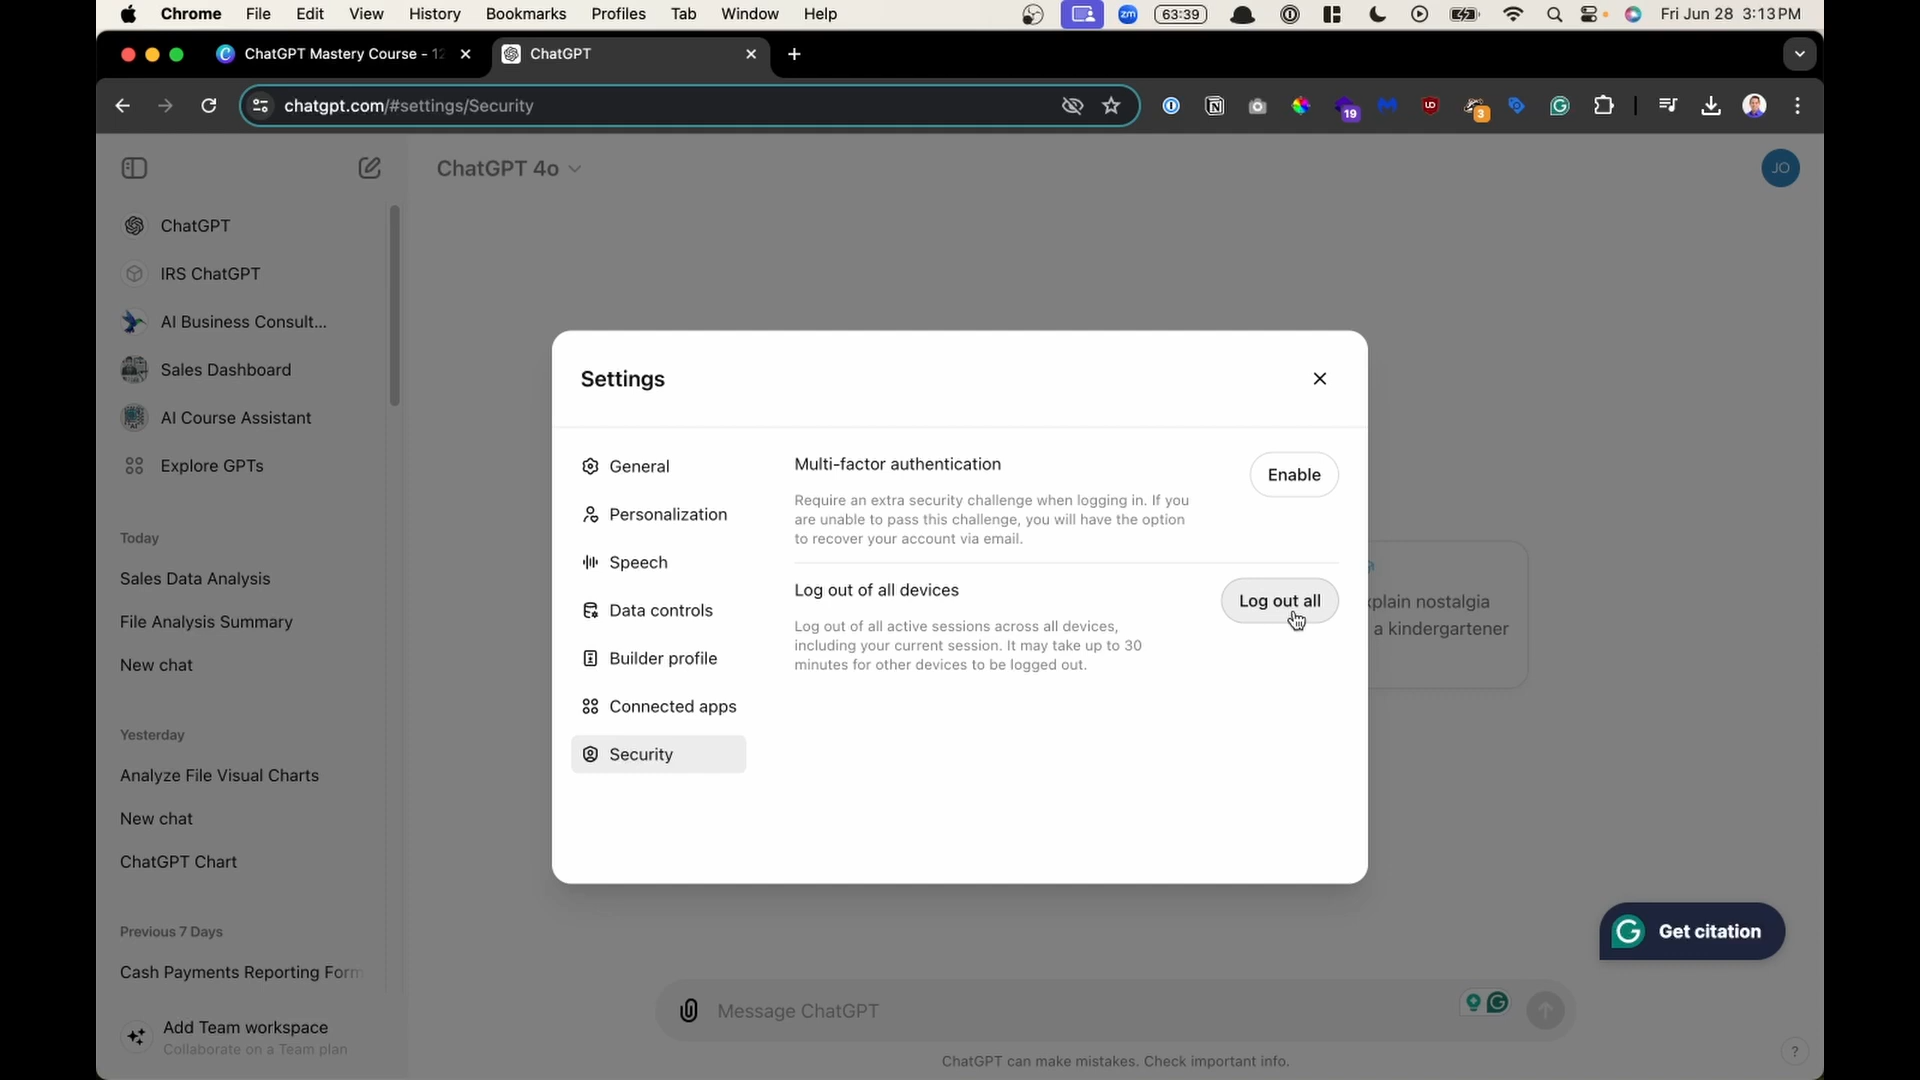 Chrome File Edit View History Bookmarks Profiles Tab Window Help zm 63:39 Fri Jun 28 3:13 PM
ChatGPT Mastery Course - 12
ChatGPT
chatgpt.com/#settings/Security
19
3
ChatGPT 4o
JO
ChatGPT
IRS ChatGPT
AI Business Consult...
Sales Dashboard
AI Course Assistant
Explore GPTs
Today
Sales Data Analysis
File Analysis Summary
New chat
Yesterday
Analyze File Visual Charts
New chat
ChatGPT Chart
Previous 7 Days
Cash Payments Reporting Form
Add Team workspace
Collaborate on a Team plan
Settings
General
Personalization
Speech
Data controls
Builder profile
Connected apps
Security
Multi-factor authentication
Enable
Require an extra security challenge when logging in. If you
are unable to pass this challenge, you will have the option
to recover your account via email.
Log out of all devices
Log out all
Log out of all active sessions across all devices,
including your current session. It may take up to 30
minutes for other devices to be logged out.
plain nostalgia
a kindergartener
Get citation
Message ChatGPT
ChatGPT can make mistakes. Check important info.
?